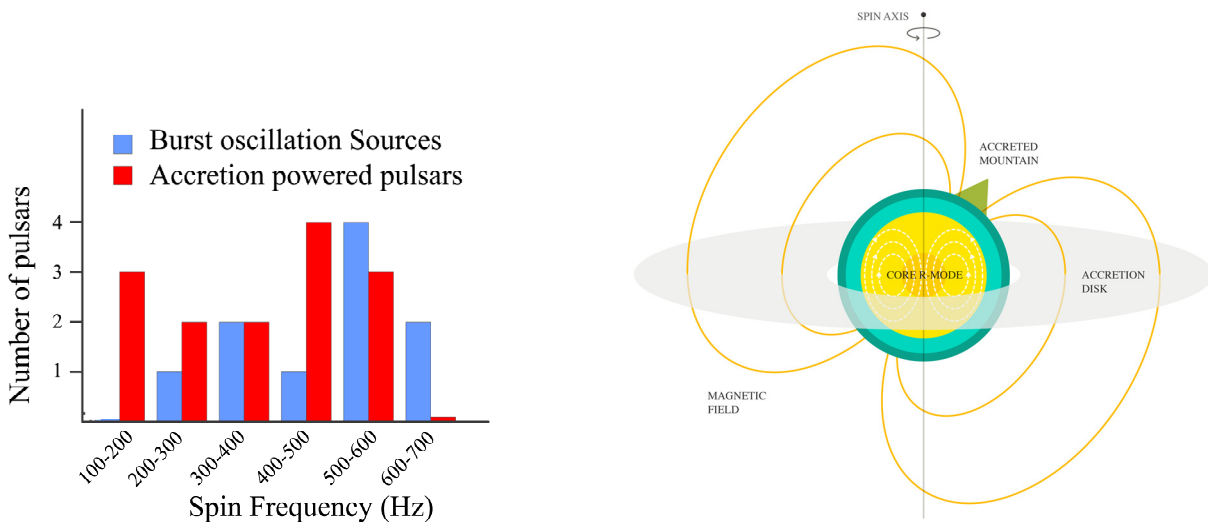 Burst oscillation Sources
Accretion powered pulsars
Number of pulsars
4
3
2
1
100-200
200-300
300-400
400-500
500-600
600-700
Spin Frequency (Hz)
SPIN AXIS
ACCRETED
MOUNTAIN
CORE R-MODE
ACCRETION
DISK
MAGNETIC
FIELD